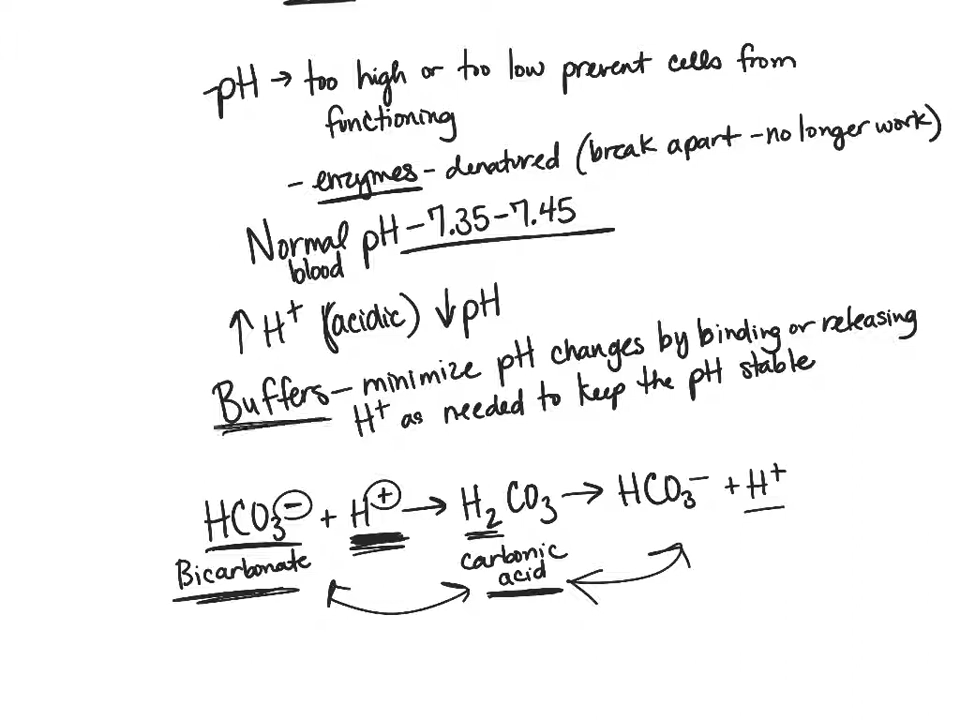 pH → too high or too low prevent cells from
functioning
- enzymes - denatured (break apart - no longer work)
Normal pH - 7.35 - 7.45
blood
↑ H⁺ (acidic) ↓ pH
Buffers - minimize pH changes by binding or releasing
H⁺ as needed to keep the pH stable
HCO₃⊖ + H⊕ → H₂CO₃ → HCO₃⁻ + H⁺
Bicarbonate carbonic
acid